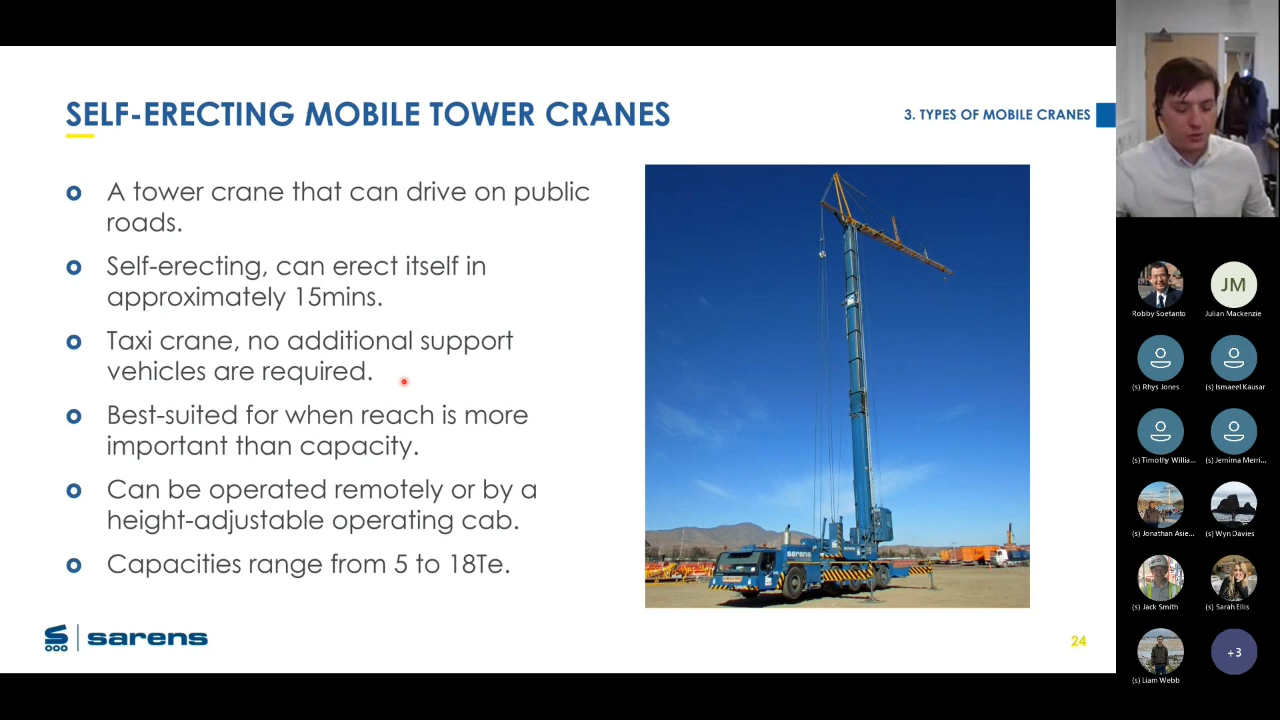 SELF-ERECTING MOBILE TOWER CRANES
3. TYPES OF MOBILE CRANES
A tower crane that can drive on public
roads.
Self-erecting, can erect itself in
approximately 15mins.
Taxi crane, no additional support
vehicles are required.
Best-suited for when reach is more
important than capacity.
Can be operated remotely or by a
height-adjustable operating cab.
Capacities range from 5 to 18Te.
sarens
sarens
24
JM
Robby Soetanto
Julian Mackenzie
(s) Rhys Jones
(s) Ismaeel Kausar
(s) Timothy Willia...
(s) Jemima Merri...
(s) Jonathan Asie...
(s) Wyn Davies
(s) Jack Smith
(s) Sarah Ellis
(s) Liam Webb
+3